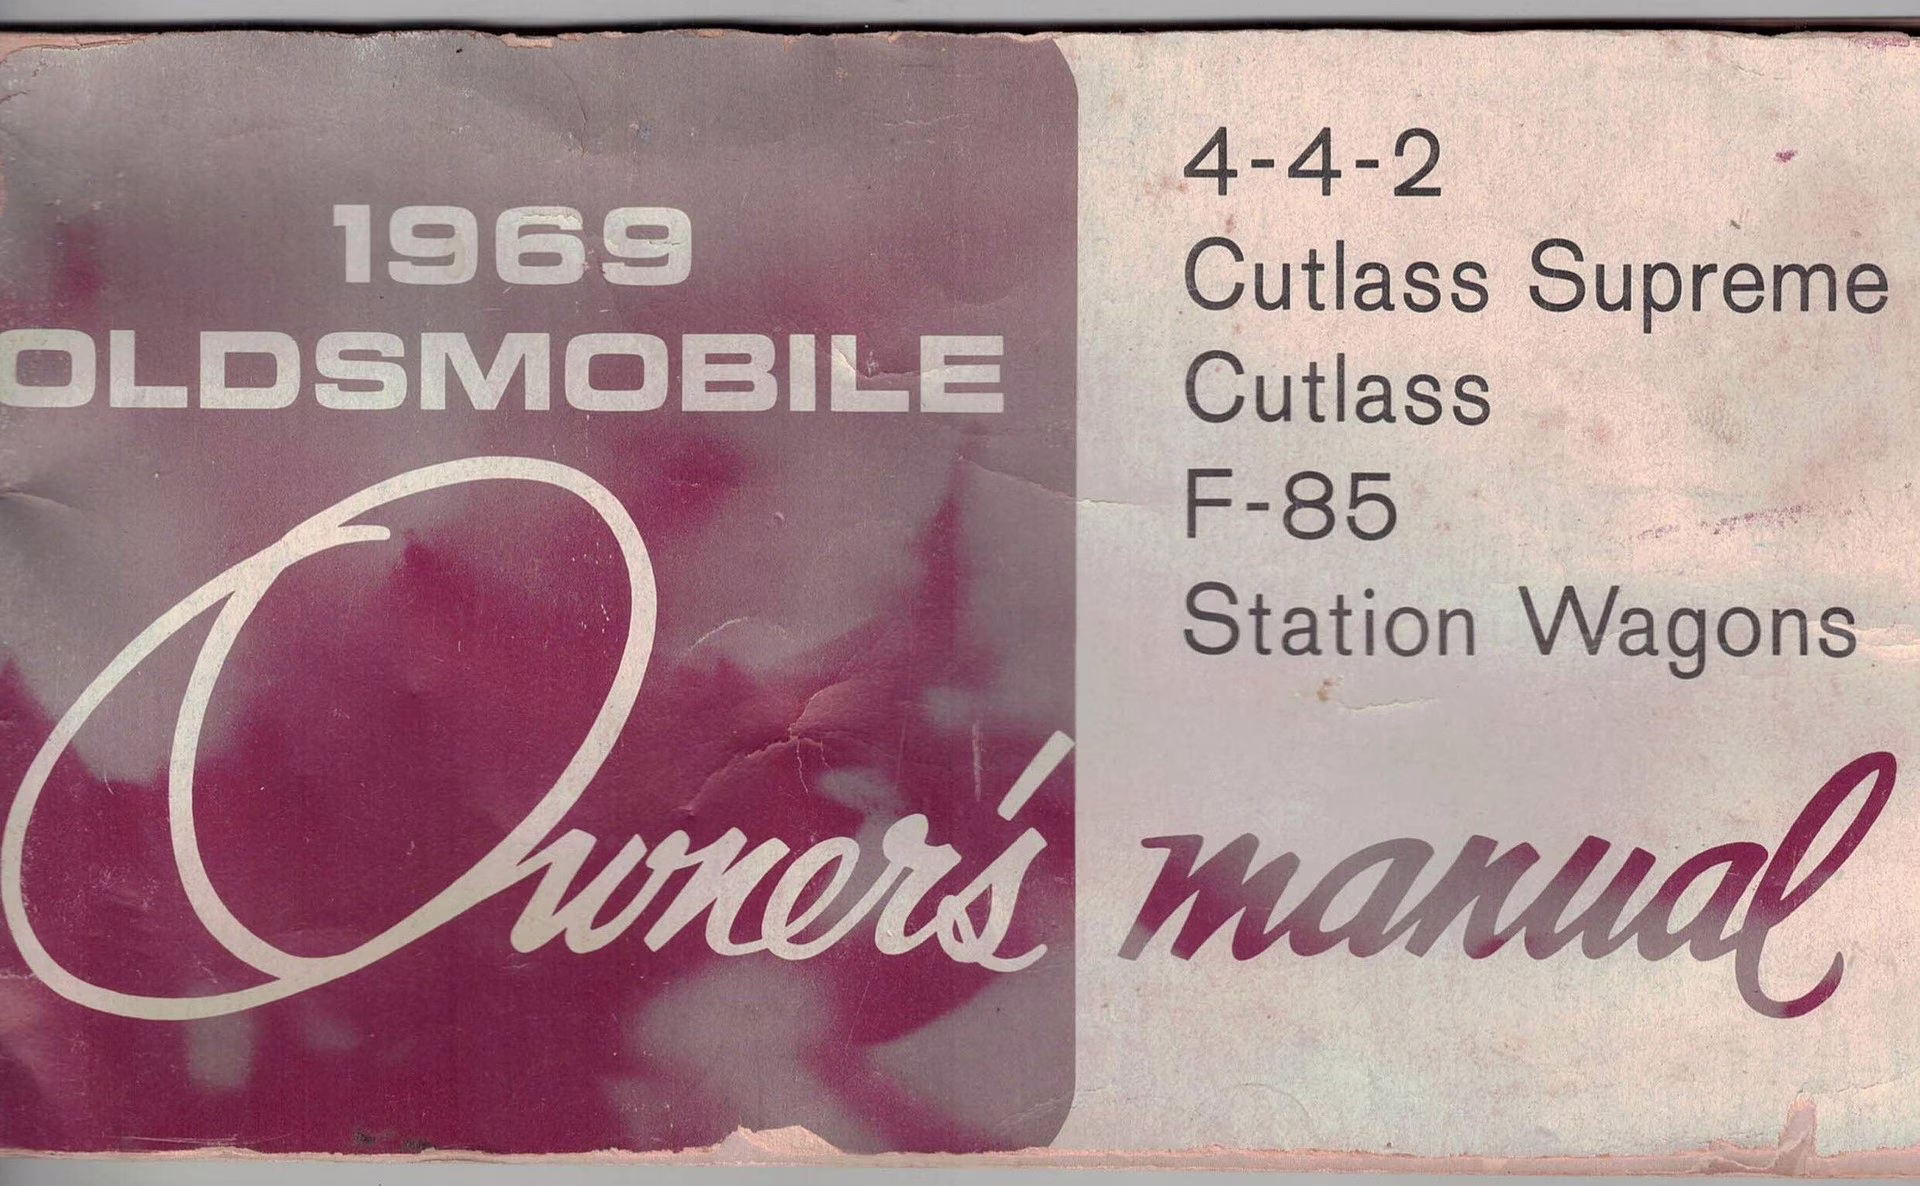 1969
OLDSMOBILE
Owner's manual
4-4-2
Cutlass Supreme
Cutlass
F-85
Station Wagons